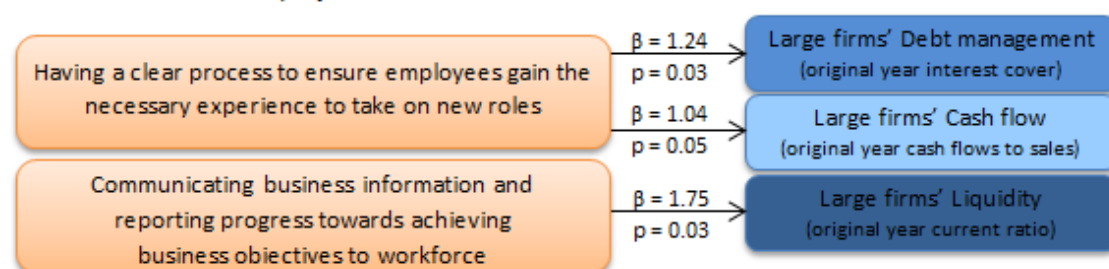 Having a clear process to ensure employees gain the
necessary experience to take on new roles
β = 1.24
p = 0.03
Large firms' Debt management
(original year interest cover)
β = 1.04
p = 0.05
Large firms' Cash flow
(original year cash flows to sales)
Communicating business information and
reporting progress towards achieving
business objectives to workforce
β = 1.75
p = 0.03
Large firms' Liquidity
(original year current ratio)